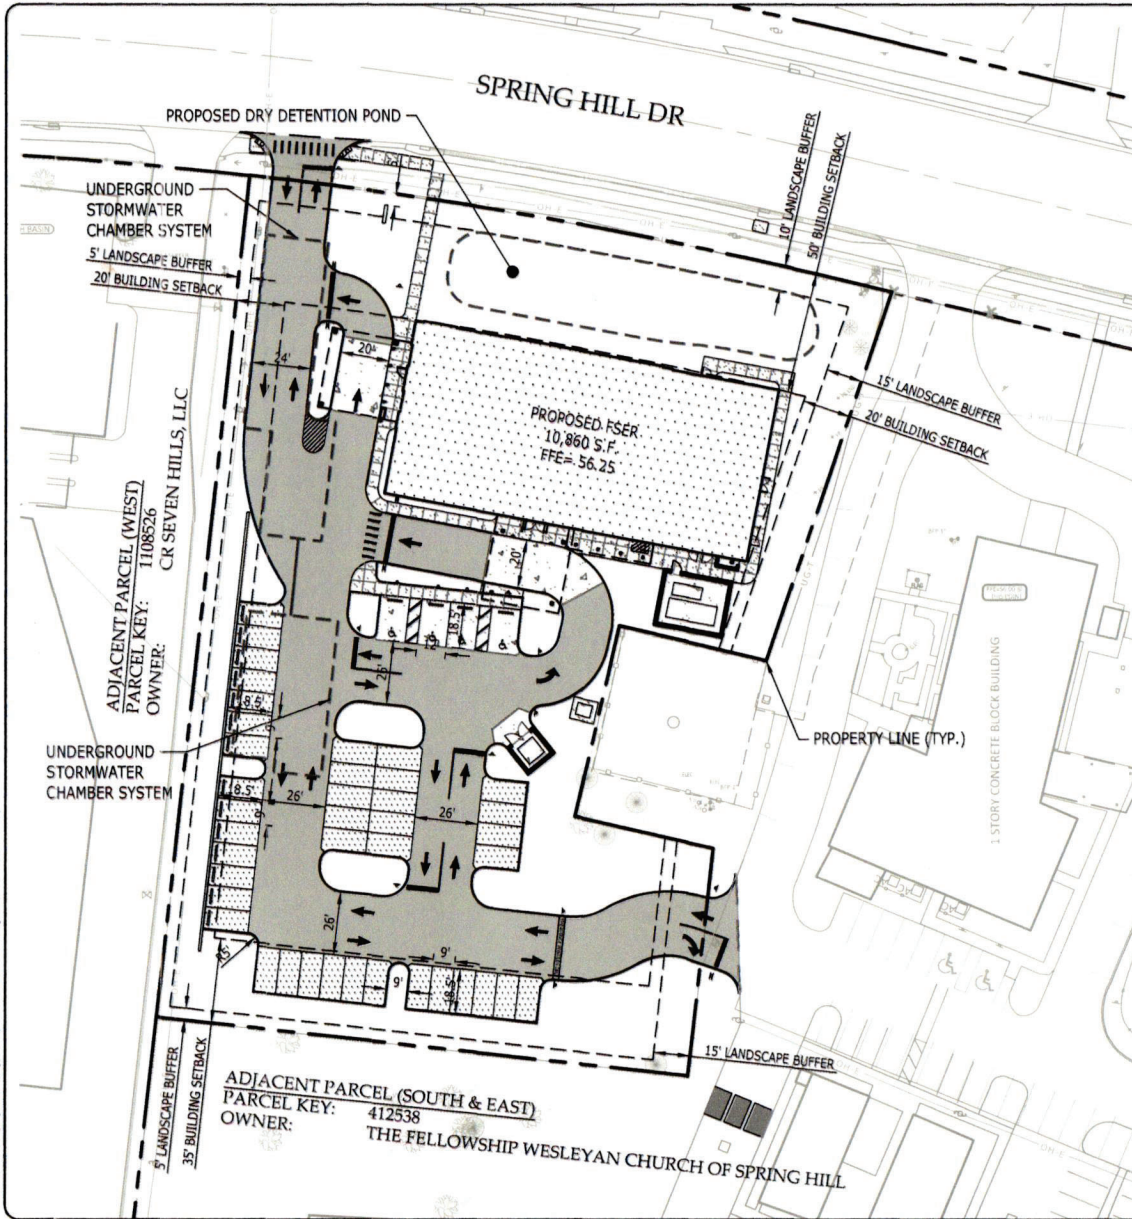 SPRING HILL DR
PROPOSED DRY DETENTION POND
10' LANDSCAPE BUFFER
50' BUILDING SETBACK
UNDERGROUND
STORMWATER
CHAMBER SYSTEM
5' LANDSCAPE BUFFER
20' BUILDING SETBACK
24'
20'
PROPOSED FSER
10,860 S.F.
FFE= 56.25
15' LANDSCAPE BUFFER
20' BUILDING SETBACK
ADJACENT PARCEL (WEST)
PARCEL KEY: 1108526
OWNER: CR SEVEN HILLS, LLC
20'
18.5'
26'
UNDERGROUND
STORMWATER
CHAMBER SYSTEM
PROPERTY LINE (TYP.)
1 STORY CONCRETE BLOCK BUILDING
26'
26'
9'
26'
9'
9'
18.5'
15' LANDSCAPE BUFFER
5' LANDSCAPE BUFFER
35' BUILDING SETBACK
ADJACENT PARCEL (SOUTH & EAST)
PARCEL KEY: 412538
OWNER: THE FELLOWSHIP WESLEYAN CHURCH OF SPRING HILL